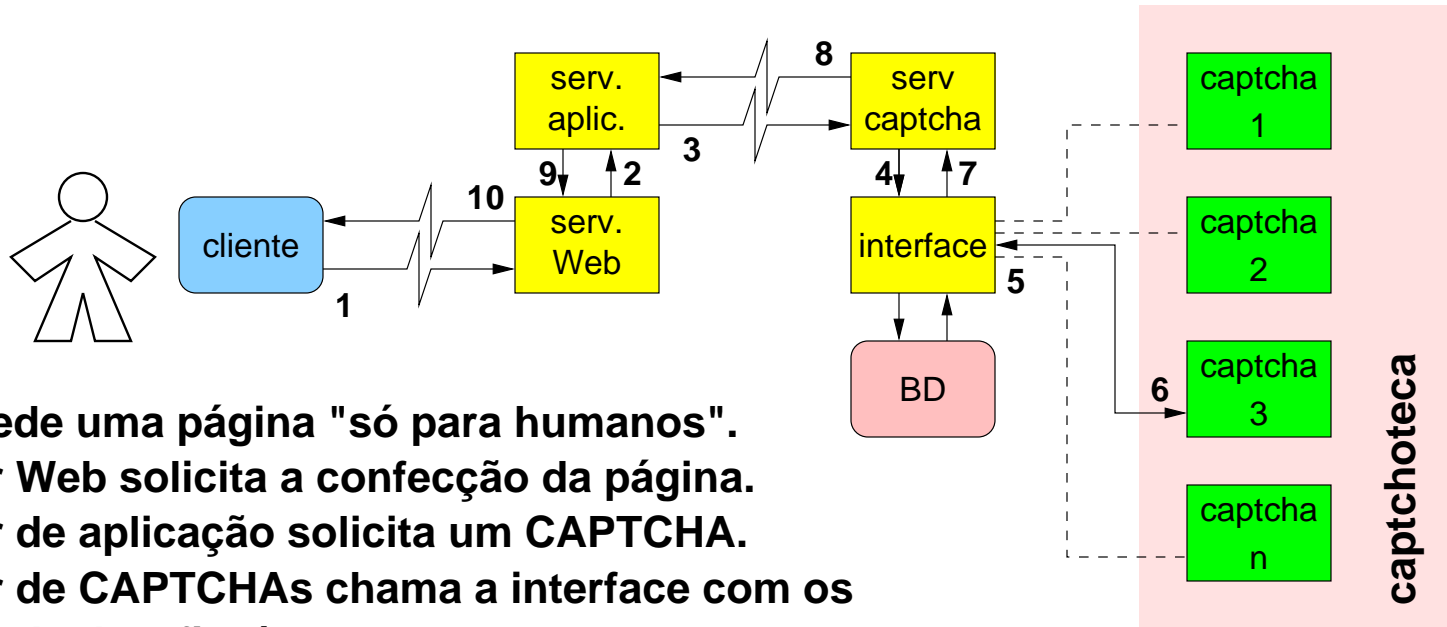 8
serv.
aplic.
serv
captcha
captcha
1
3
9
2
4
7
10
cliente
serv.
Web
interface
captcha
2
1
5
BD
6
captcha
3
captchoteca
uma página "só para humanos".
Web solicita a confecção da página.
de aplicação solicita um CAPTCHA.
de CAPTCHAs chama a interface com os
captcha
n